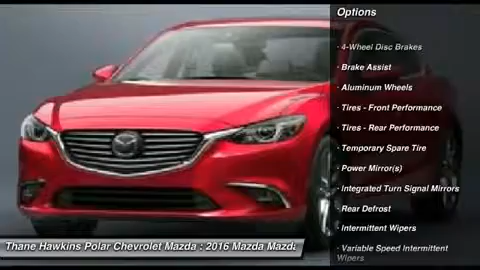 Options
· 4-Wheel Disc Brakes
· Brake Assist
· Aluminum Wheels
· Tires - Front Performance
· Tires - Rear Performance
· Temporary Spare Tire
· Power Mirror(s)
· Integrated Turn Signal Mirrors
· Rear Defrost
· Intermittent Wipers
· Variable Speed Intermittent
Wipers
Thane Hawkins Polar Chevrolet Mazda : 2016 Mazda Mazda